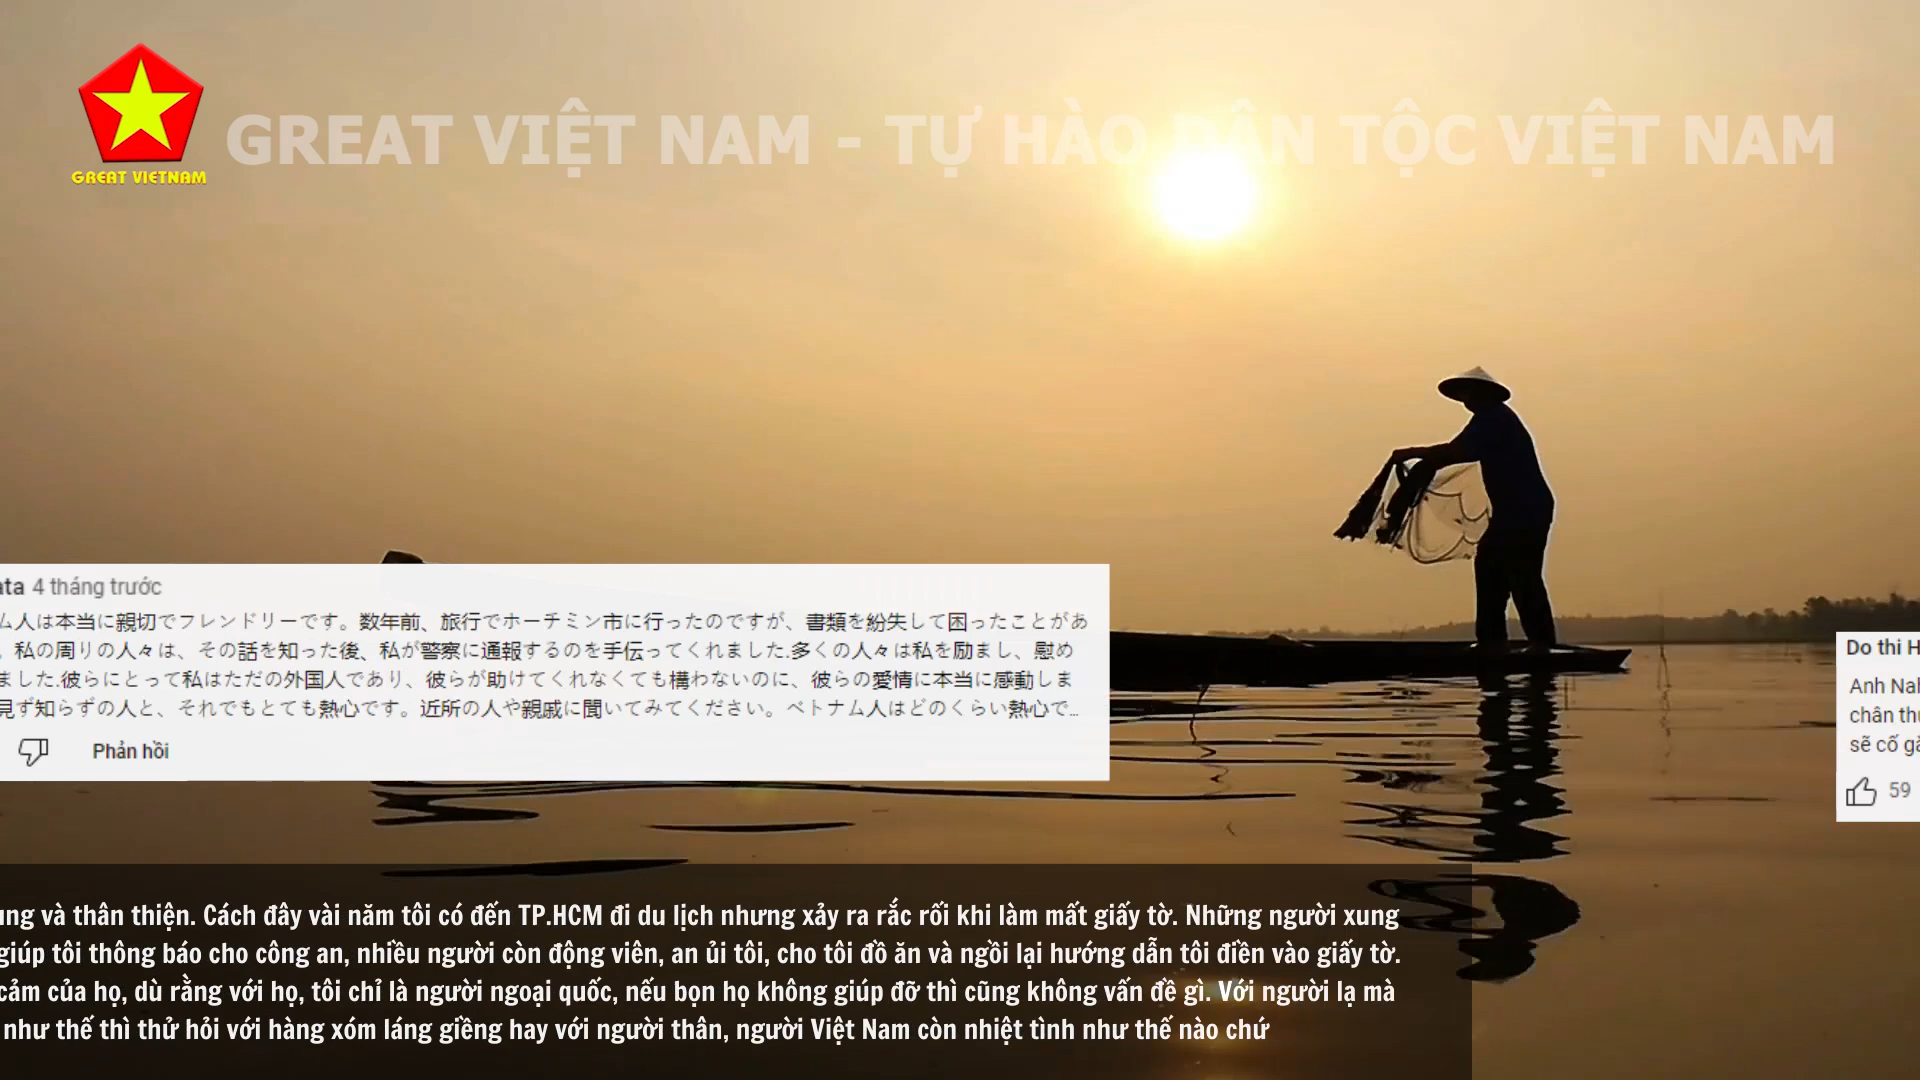 GREAT VIETNAM
GREAT VIỆT NAM - TỰ HÀO DÂN TỘC VIỆT NAM
4 tháng trước
ム人は本当に親切でフレンドリーです。数年前、旅行でホーチミン市に行ったのですが、書類を紛失して困ったことがあ
。私の周りの人々は、その話を知った後、私が警察に通報するのを手伝ってくれました.多くの人々は私を励まし、慰め
ました.彼らにとって私はただの外国人であり、彼らが助けてくれなくても構わないのに、彼らの愛情に本当に感動しま
見ず知らずの人と、それでもとても熱心です。近所の人や親戚に聞いてみてください。ベトナム人はどのくらい熱心で...
Phản hồi
Do thi H
Anh Nah
chân thu
sẽ cố gắ
59
ung và thân thiện. Cách đây vài năm tôi có đến TP.HCM đi du lịch nhưng xảy ra rắc rối khi làm mất giấy tờ. Những người xung
giúp tôi thông báo cho công an, nhiều người còn động viên, an ủi tôi, cho tôi đồ ăn và ngồi lại hướng dẫn tôi điền vào giấy tờ.
cảm của họ, dù rằng với họ, tôi chỉ là người ngoại quốc, nếu bọn họ không giúp đỡ thì cũng không vấn đề gì. Với người lạ mà
như thế thì thử hỏi với hàng xóm láng giềng hay với người thân, người Việt Nam còn nhiệt tình như thế nào chứ